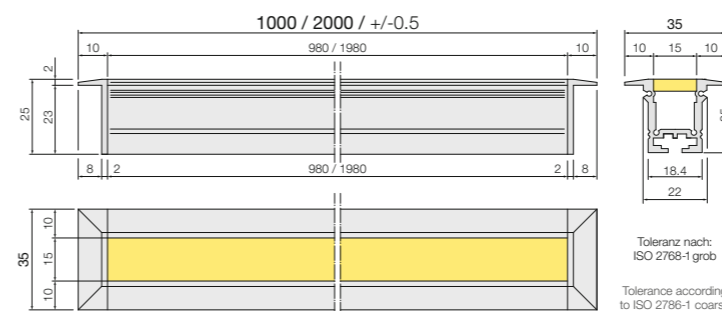 1000 / 2000 / +/-0.5
10 980 / 1980 10
2
25
23
8 2 980 / 1980 2 8
35
10 15 10
18.4
22
35
10
15
10
Toleranz nach:
ISO 2768-1 grob
Tolerance according
to ISO 2786-1